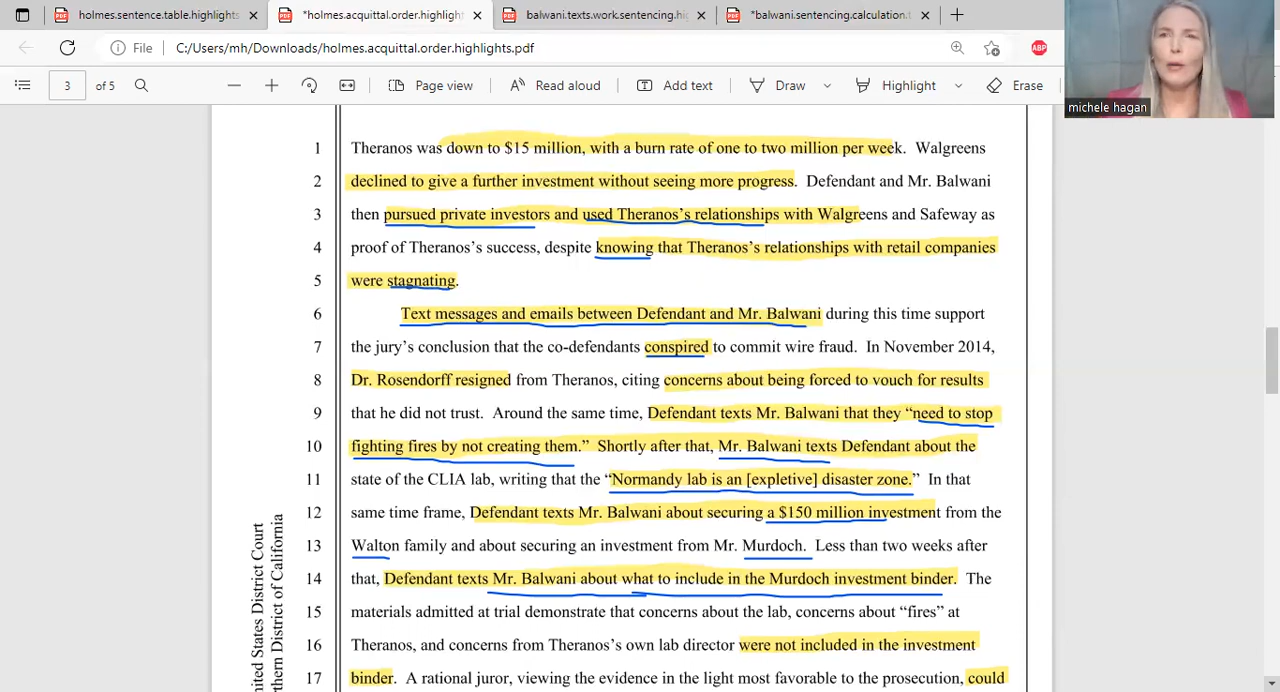 holmes.sentence.table.highlights
*holmes.acquittal.order.highligh
balwani.texts.work.sentencing.hi
*balwani.sentencing.calculation.t
File C:/Users/mh/Downloads/holmes.acquittal.order.highlights.pdf
ABP
3 of 5 Page view Read aloud Add text Draw Highlight Erase
michele hagan
1 Theranos was down to $15 million, with a burn rate of one to two million per week. Walgreens
2 declined to give a further investment without seeing more progress. Defendant and Mr. Balwani
3 then pursued private investors and used Theranos's relationships with Walgreens and Safeway as
4 proof of Theranos's success, despite knowing that Theranos's relationships with retail companies
5 were stagnating.
6 Text messages and emails between Defendant and Mr. Balwani during this time support
7 the jury's conclusion that the co-defendants conspired to commit wire fraud. In November 2014,
8 Dr. Rosendorff resigned from Theranos, citing concerns about being forced to vouch for results
9 that he did not trust. Around the same time, Defendant texts Mr. Balwani that they “need to stop
10 fighting fires by not creating them.” Shortly after that, Mr. Balwani texts Defendant about the
11 state of the CLIA lab, writing that the “Normandy lab is an [expletive] disaster zone.” In that
12 same time frame, Defendant texts Mr. Balwani about securing a $150 million investment from the
13 Walton family and about securing an investment from Mr. Murdoch. Less than two weeks after
14 that, Defendant texts Mr. Balwani about what to include in the Murdoch investment binder. The
15 materials admitted at trial demonstrate that concerns about the lab, concerns about “fires” at
16 Theranos, and concerns from Theranos's own lab director were not included in the investment
17 binder. A rational juror, viewing the evidence in the light most favorable to the prosecution, could
nited States District Court
thern District of California